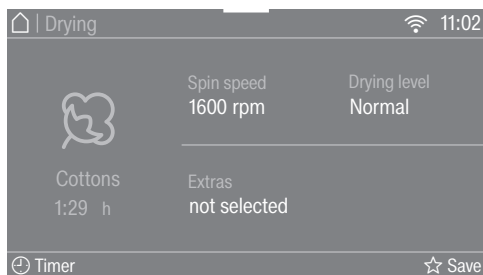 | Drying
11:02
Spin speed
1600 rpm
Drying level
Normal
Cottons
1:29 h
Extras
not selected
Timer
Save